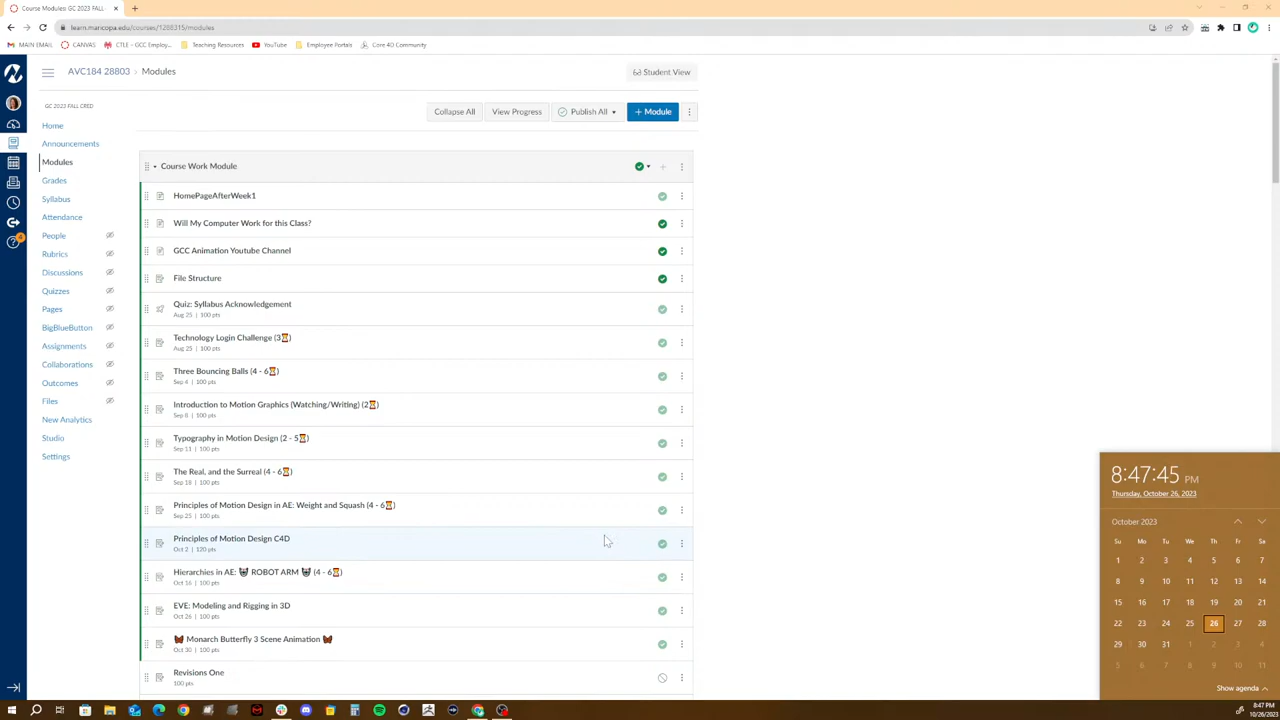 Course Modules: GC 2023 FALL -
learn.maricopa.edu/courses/1288315/modules
MAIN EMAIL
CANVAS
CTLE - GCC Employ...
Teaching Resources
YouTube
Employee Portals
Core 4D Community
AVC184 28803 › Modules
Student View
GC 2023 FALL CRED
Home
Announcements
Modules
Grades
Syllabus
Attendance
People
Rubrics
Discussions
Quizzes
Pages
BigBlueButton
Assignments
Collaborations
Outcomes
Files
New Analytics
Studio
Settings
Collapse All
View Progress
Publish All
+ Module
Course Work Module
HomePageAfterWeek1
Will My Computer Work for this Class?
GCC Animation Youtube Channel
File Structure
Quiz: Syllabus Acknowledgement
Aug 25 | 100 pts
Technology Login Challenge (3⏳)
Aug 25 | 100 pts
Three Bouncing Balls (4 - 6⏳)
Sep 4 | 100 pts
Introduction to Motion Graphics (Watching/Writing) (2⏳)
Sep 8 | 100 pts
Typography in Motion Design (2 - 5⏳)
Sep 11 | 100 pts
The Real, and the Surreal (4 - 6⏳)
Sep 18 | 100 pts
Principles of Motion Design in AE: Weight and Squash (4 - 6⏳)
Sep 25 | 100 pts
Principles of Motion Design C4D
Oct 2 | 120 pts
Hierarchies in AE: ROBOT ARM (4 - 6⏳)
Oct 16 | 100 pts
EVE: Modeling and Rigging in 3D
Oct 26 | 100 pts
🦋 Monarch Butterfly 3 Scene Animation 🦋
Oct 30 | 100 pts
Revisions One
100 pts
8:47:45 PM
Thursday, October 26, 2023
October 2023
Su Mo Tu We Th Fr Sa
1 2 3 4 5 6 7
8 9 10 11 12 13 14
15 16 17 18 19 20 21
22 23 24 25 26 27 28
29 30 31 1 2 3 4
5 6 7 8 9 10 11
Show agenda
8:47 PM
10/26/2023